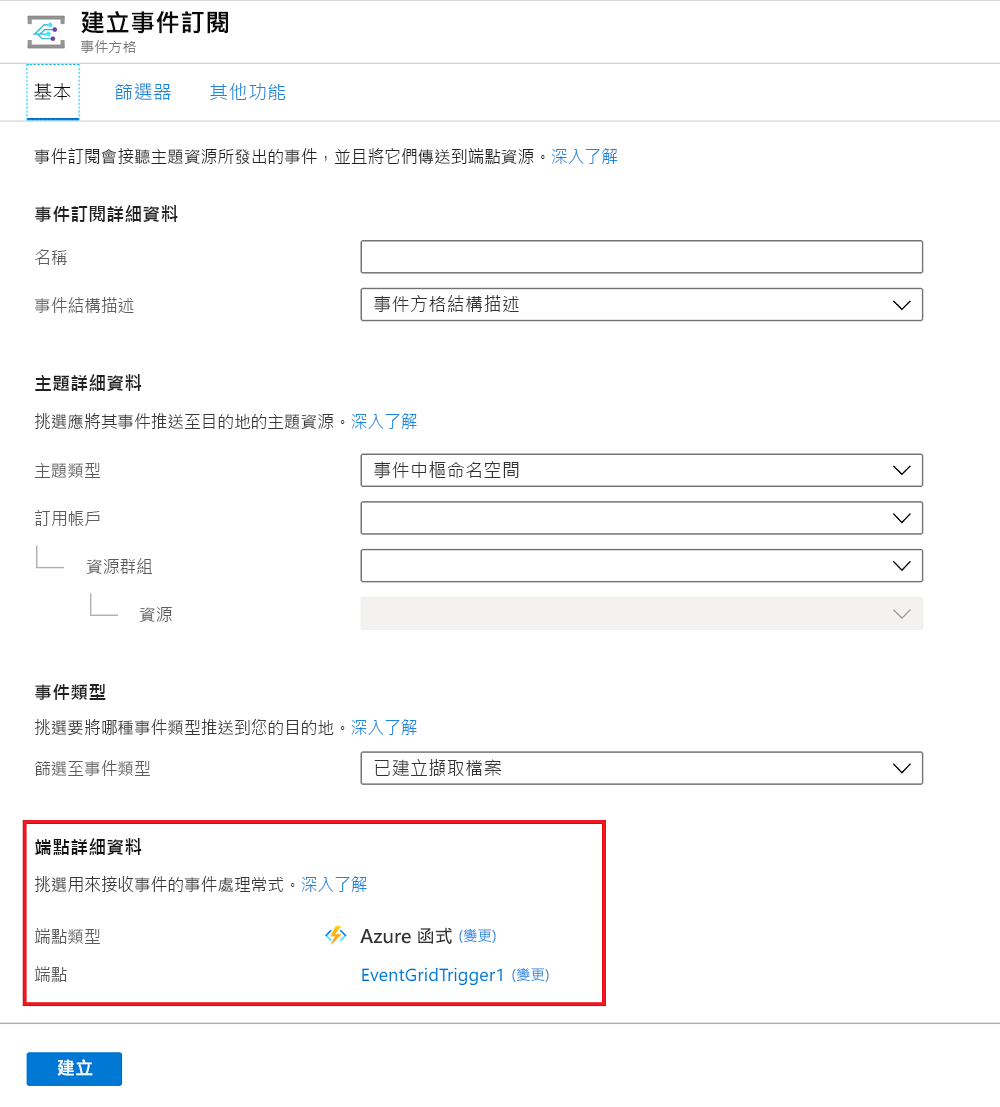 建立事件訂閱
事件方格
基本 篩選器 其他功能
事件訂閱會接聽主題資源所發出的事件，並且將它們傳送到端點資源。深入了解
事件訂閱詳細資料
名稱
事件結構描述 事件方格結構描述
主題詳細資料
挑選應將其事件推送至目的地的主題資源。深入了解
主題類型 事件中樞命名空間
訂用帳戶
資源群組
資源
事件類型
挑選要將哪種事件類型推送到您的目的地。深入了解
篩選至事件類型 已建立擷取檔案
端點詳細資料
挑選用來接收事件的事件處理常式。深入了解
端點類型 Azure 函式 (變更)
端點 EventGridTrigger1 (變更)
建立